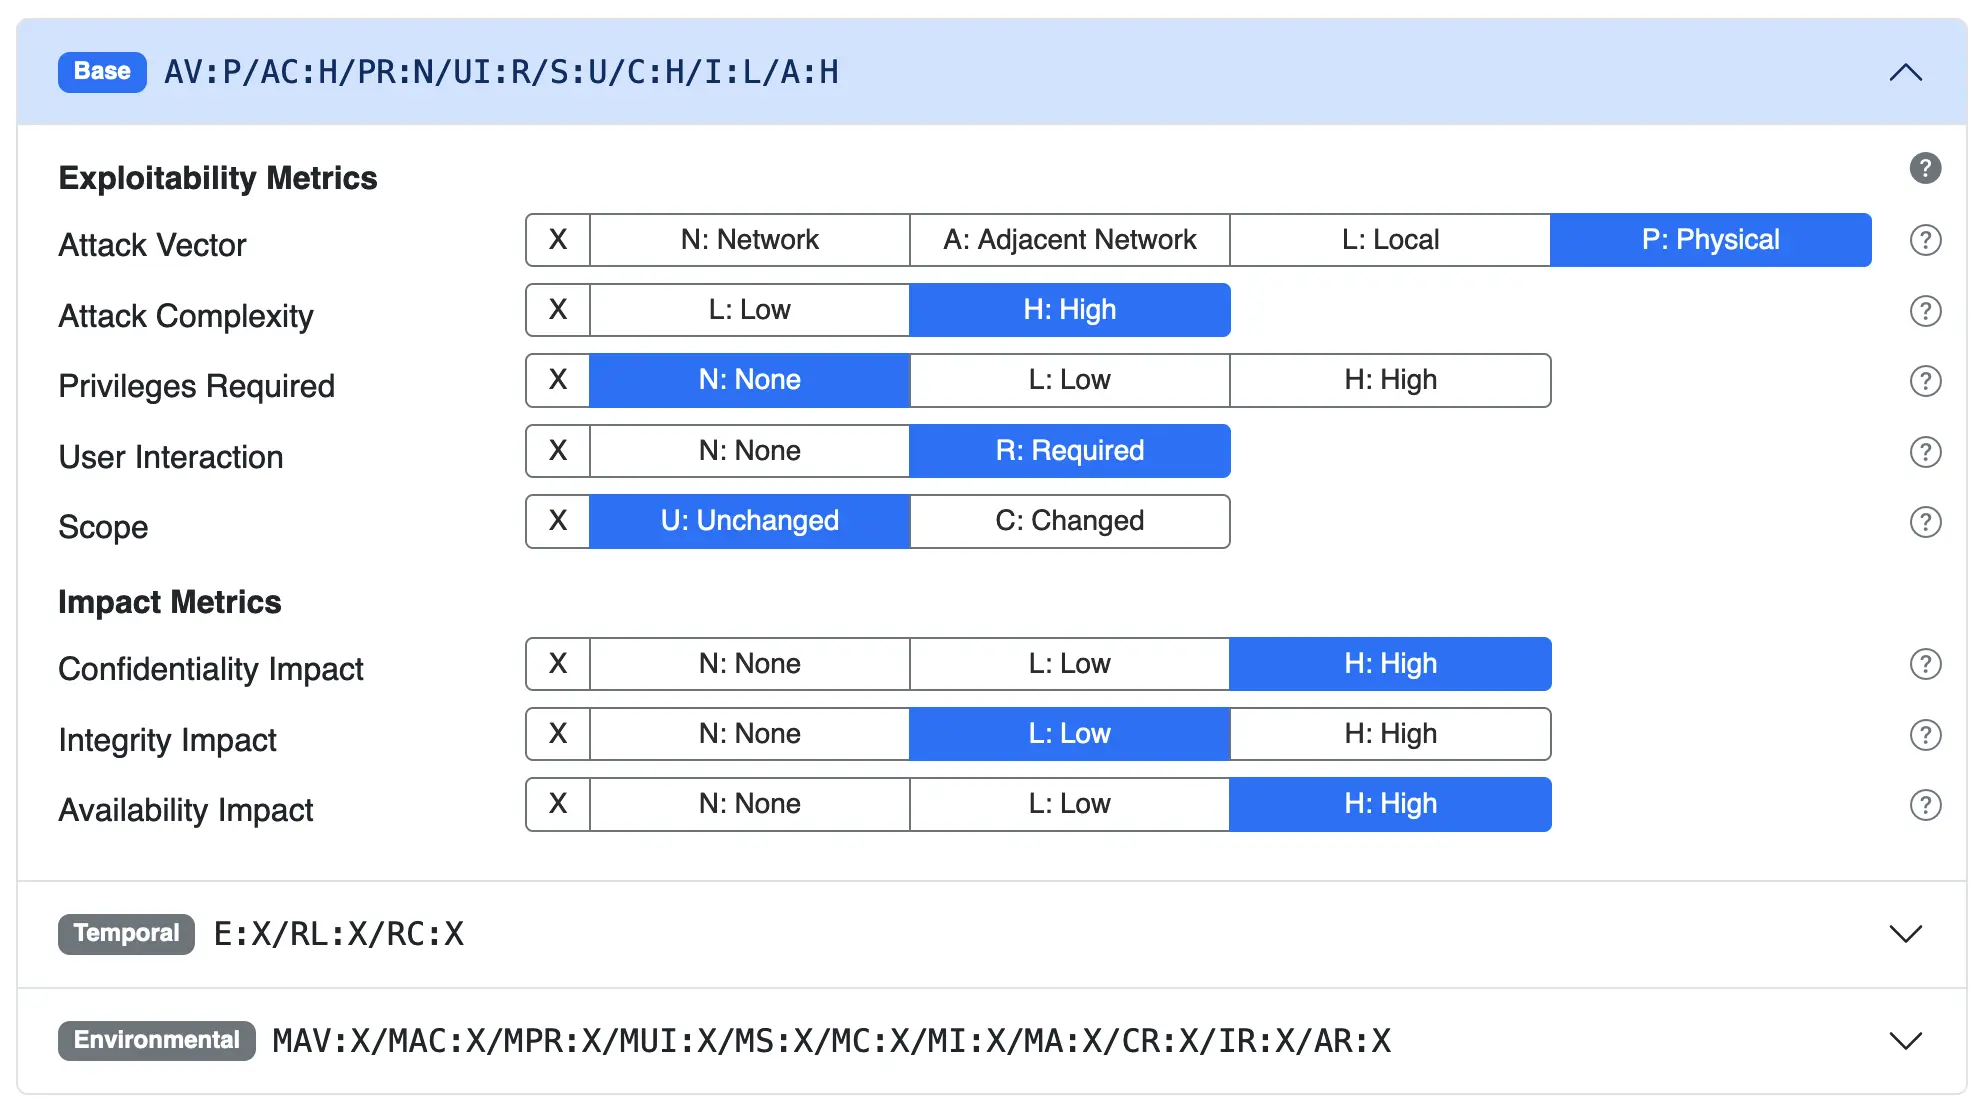 Base AV:P/AC:H/PR:N/UI:R/S:U/C:H/I:L/A:H
Exploitability Metrics ?
Attack Vector X N: Network A: Adjacent Network L: Local P: Physical ?
Attack Complexity X L: Low H: High ?
Privileges Required X N: None L: Low H: High ?
User Interaction X N: None R: Required ?
Scope X U: Unchanged C: Changed ?
Impact Metrics
Confidentiality Impact X N: None L: Low H: High ?
Integrity Impact X N: None L: Low H: High ?
Availability Impact X N: None L: Low H: High ?
Temporal E:X/RL:X/RC:X
Environmental MAV:X/MAC:X/MPR:X/MUI:X/MS:X/MC:X/MI:X/MA:X/CR:X/IR:X/AR:X